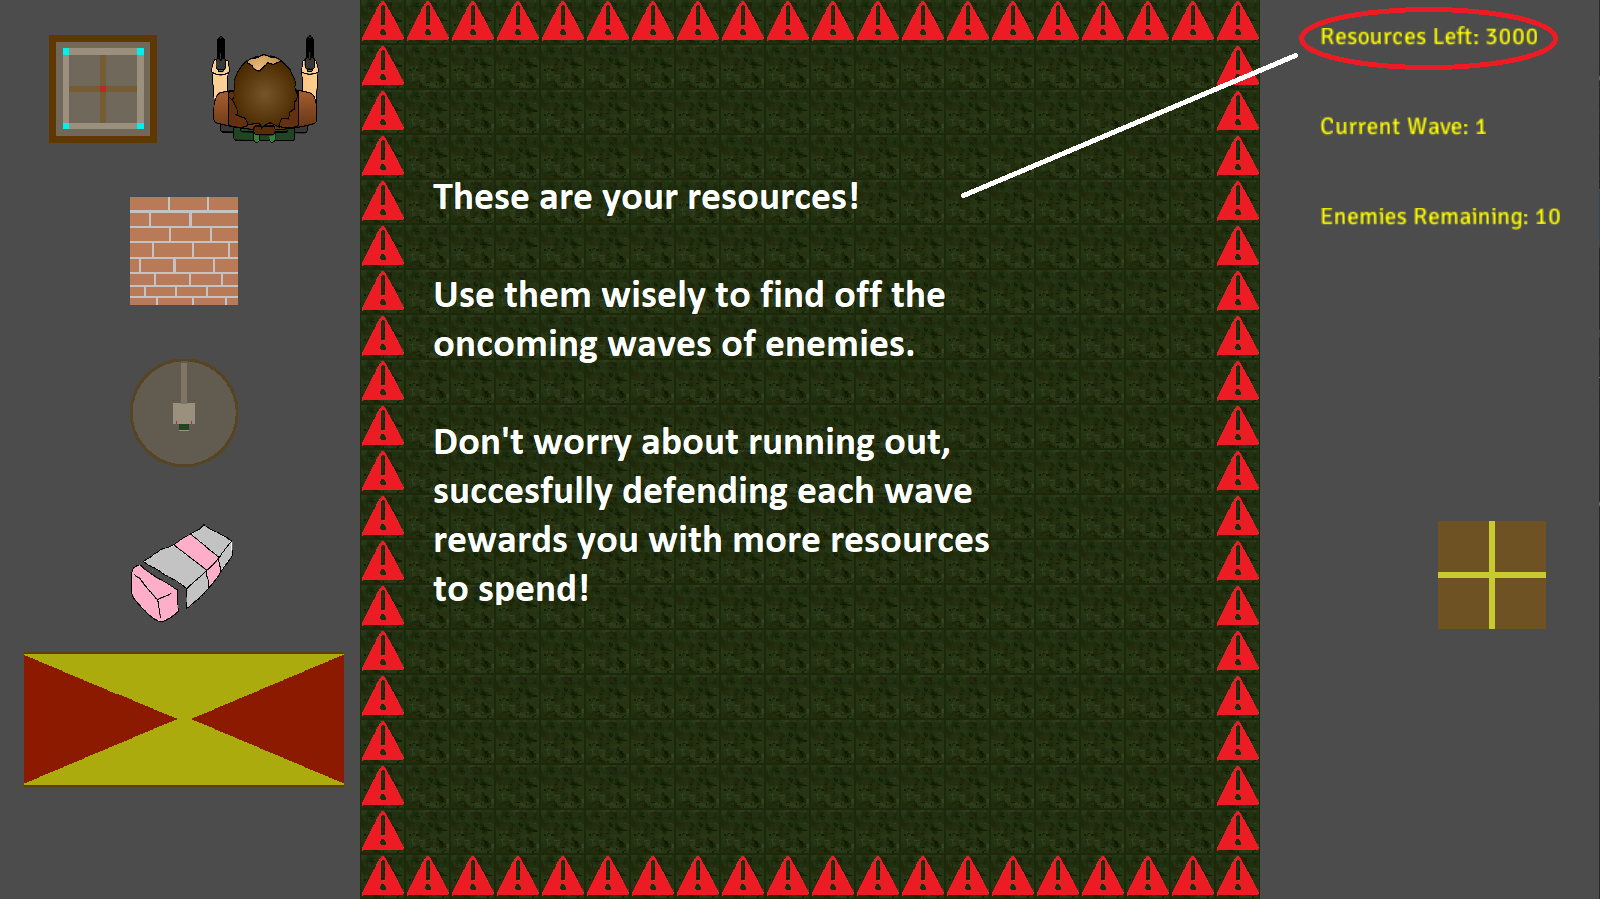 Resources Left: 3000
Current Wave: 1
Enemies Remaining: 10
These are your resources!
Use them wisely to find off the
oncoming waves of enemies.
Don't worry about running out,
succesfully defending each wave
rewards you with more resources
to spend!